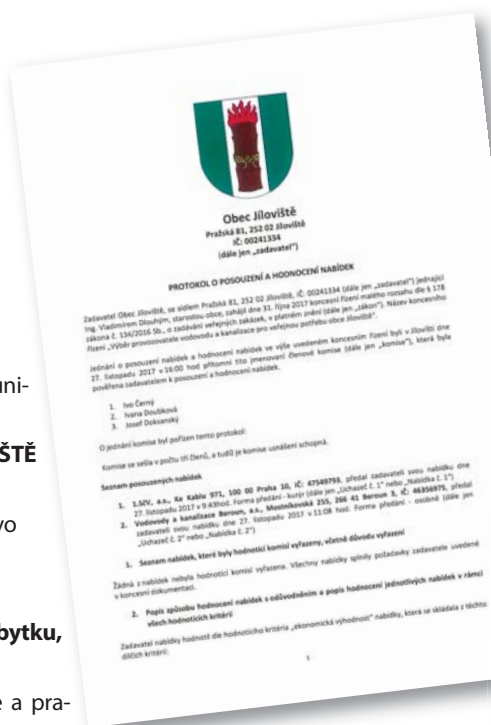 Obec Jíloviště
Pražská 81, 252 02 Jíloviště
IČ: 00241334
(dále jen „zadavatel")
PROTOKOL O POSOUZENÍ A HODNOCENÍ NABÍDEK
Zadavatel Obec Jíloviště, se sídlem Pražská 81, 252 02 Jíloviště, IČ: 00241334 (dále jen „zadavatel") jednající
Ing. Vladimírem Dlouhým, starostou obce, zahájil dne 31. října 2017 koncesní řízení malého rozsahu dle § 178
zákona č. 134/2016 Sb., o zadávání veřejných zakázek, v platném znění (dále jen „zákon"). Název koncesního
řízení „Výběr provozovatele vodovodu a kanalizace pro veřejnou potřebu obce Jíloviště".
Jednání o posouzení nabídek a hodnocení nabídek ve výše uvedeném koncesním řízení byli v Jílovišti dne
27. listopadu 2017 v 16:00 hod přítomni tito jmenovaní členové komise (dále jen „komise"), která byla
pověřena zadavatelem k posouzení a hodnocení nabídek.
1. Ivo Černý
2. Ivana Doubková
3. Josef Doksanský
O jednání komise byl pořízen tento protokol:
Komise se sešla v počtu tří členů, a tudíž je komise usnášení schopná.
Seznam posouzených nabídek
1. 1.SčV, a.s., Ke Kablu 971, 100 00 Praha 10, IČ: 47549793, předal zadavateli svou nabídku dne
27. listopadu 2017 v 9:43hod. Forma předání - kurýr (dále jen „Uchazeč č. 1" nebo „Nabídka č. 1")
2. Vodovody a kanalizace Beroun, a.s., Mostníkovská 255, 266 41 Beroun 3, IČ: 46356975, předal
zadavateli svou nabídku dne 27. listopadu 2017 v 11:08 hod. Forma předání - osobně (dále jen
„Uchazeč č. 2" nebo „Nabídka č. 2")
1. Seznam nabídek, které byly hodnotící komisí vyřazeny, včetně důvodu vyřazení
Žádná z nabídek nebyla hodnotící komisí vyřazena. Všechny nabídky splnily požadavky zadavatele uvedené
v koncesní dokumentaci.
2. Popis způsobu hodnocení nabídek s odůvodněním a popis hodnocení jednotlivých nabídek v rámci
všech hodnotících kritérií
Zadavatel nabídky hodnotil dle hodnotícího kritéria „ekonomická výhodnost" nabídky, která se skládala z těchto
dílčích kritérií:
1
uni-
IŠTĚ
vo
bytku,
e a pra-